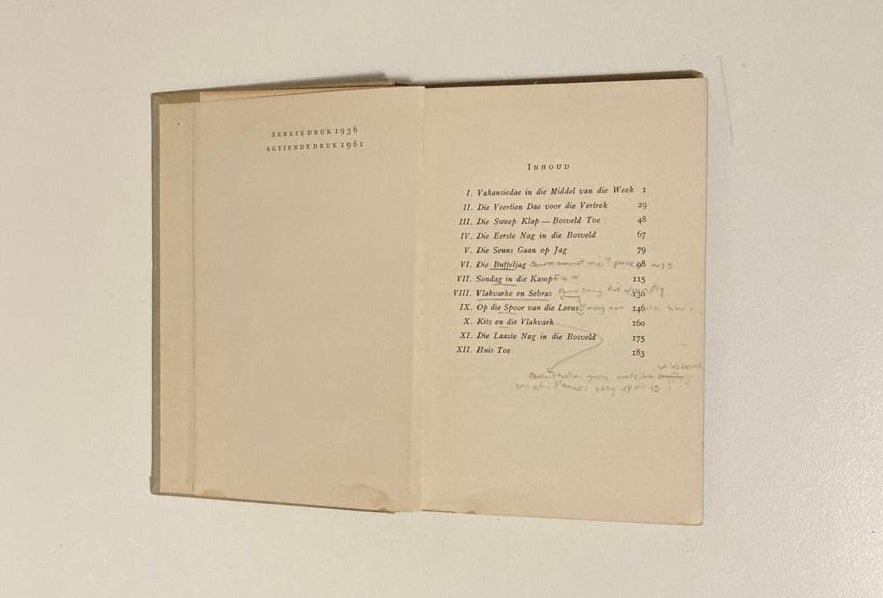 EERSTE DRUK 1936
AGTIENDE DRUK 1961
INHOUD
I. Vakansiedae in die Middel van die Week 1
II. Die Veertien Dae voor die Vertrek 29
III. Die Sweep Klap — Bosveld Toe 48
IV. Die Eerste Nag in die Bosveld 67
V. Die Seuns Gaan op Jag 79
VI. Die Buffeljag 98
VII. Sondag in die Kamp 115
VIII. Vlakvarke en Sebras 130
IX. Op die Spoor van die Leeus 146
X. Kits en die Vlakvark 160
XI. Die Laaste Nag in die Bosveld 175
XII. Huis Toe 183